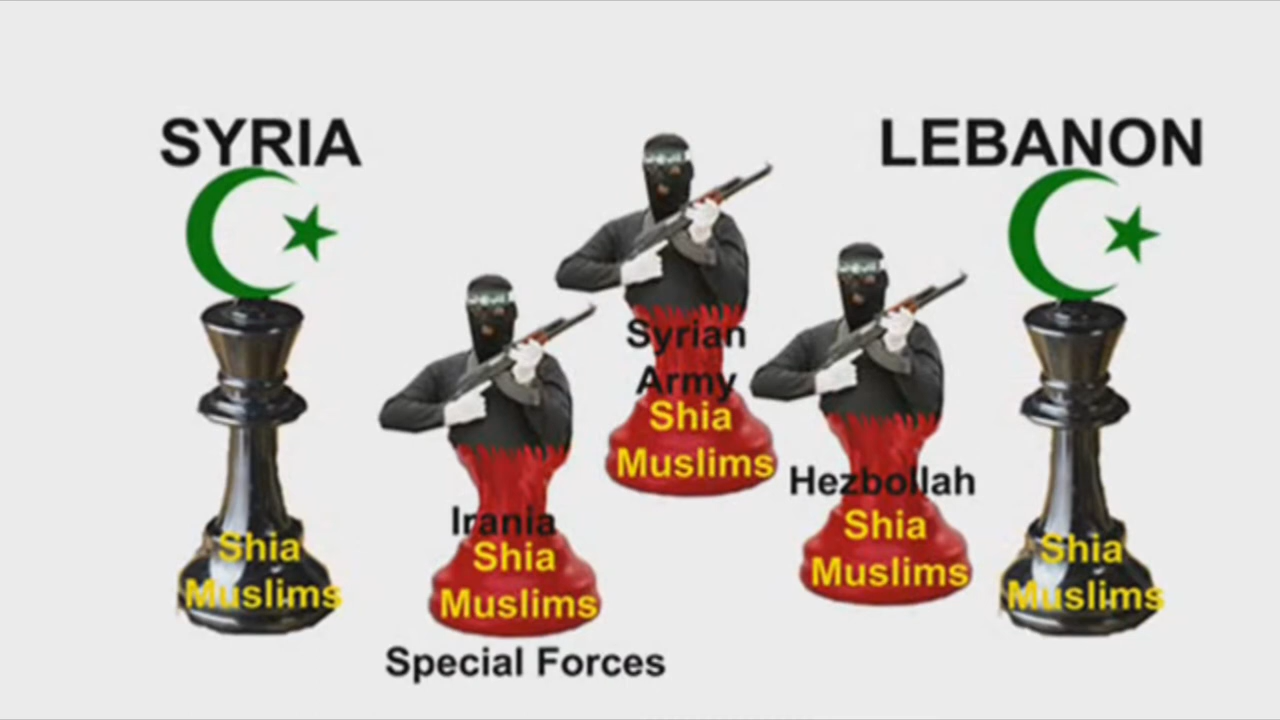 SYRIA
LEBANON
Syrian
Army
Shia
Muslims
Hezbollah
Shia
Muslims
Irania
Shia
Muslims
Special Forces
Shia
Muslims
Shia
Muslims